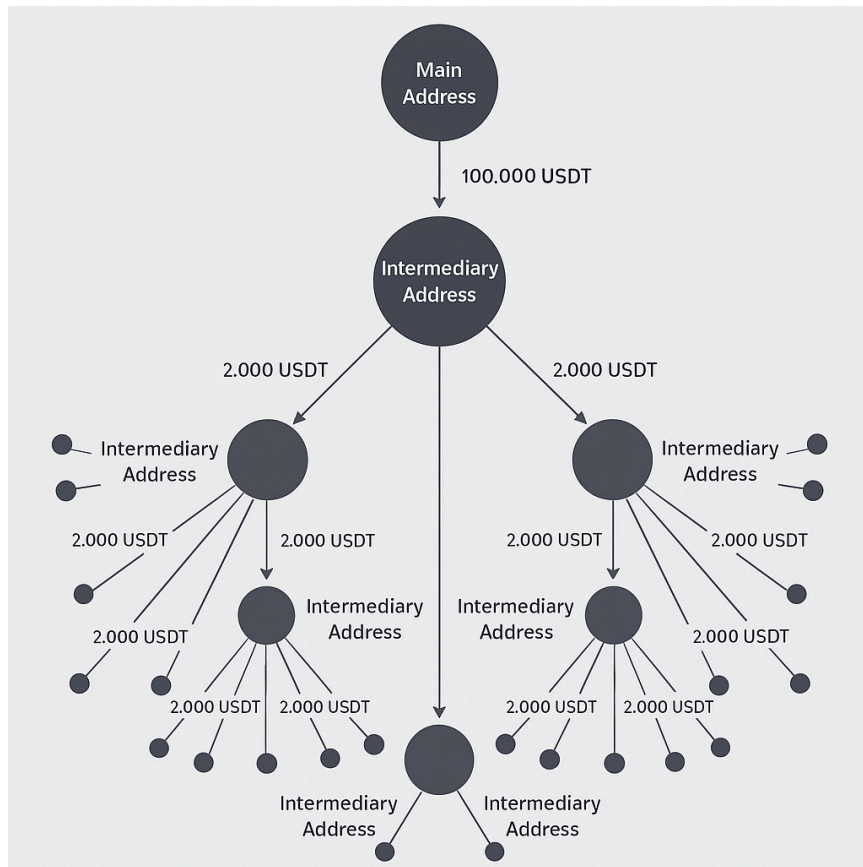 Main
Address
100.000 USDT
Intermediary
Address
2.000 USDT
2.000 USDT
Intermediary
Address
Intermediary
Address
2.000 USDT
2.000 USDT
2.000 USDT
2.000 USDT
Intermediary
Address
Intermediary
Address
2.000 USDT
2.000 USDT
2.000 USDT
2.000 USDT
2.000 USDT
2.000 USDT
Intermediary
Address
Intermediary
Address